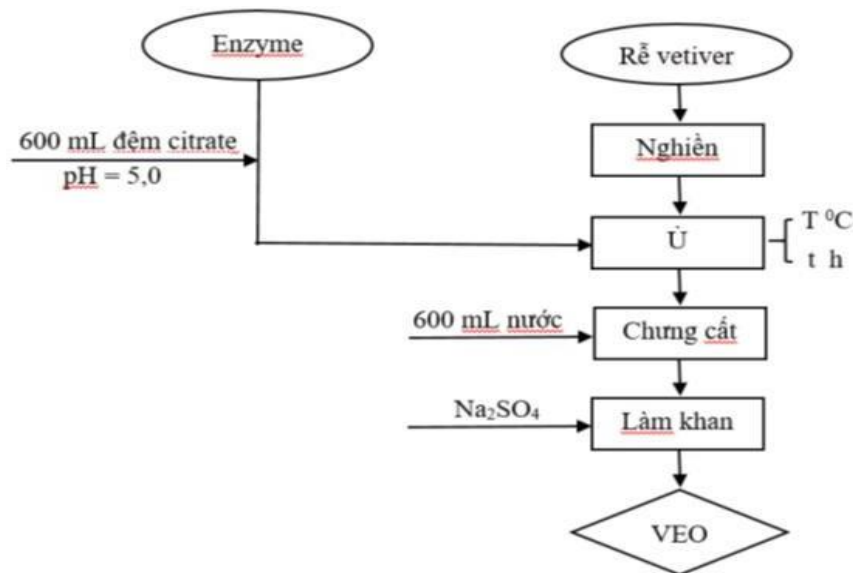 Enzyme
Rễ vetiver
600 mL đệm citrate
pH = 5,0
Nghiền
Ủ
T ⁰C
t h
600 mL nước
Chưng cất
Na₂SO₄
Làm khan
VEO